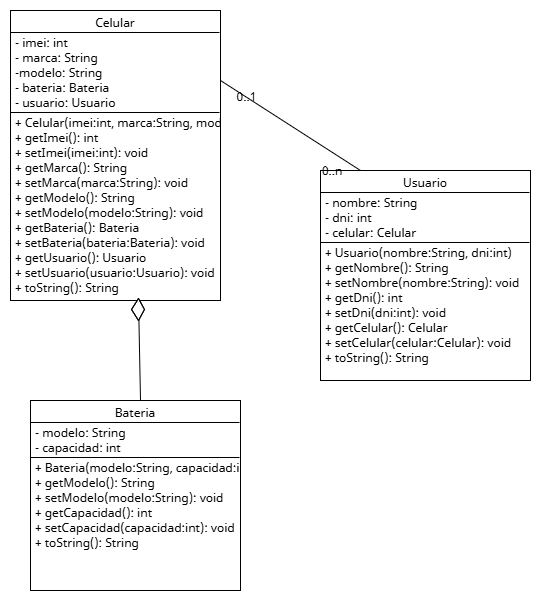 Celular
- imei: int
- marca: String
-modelo: String
- bateria: Bateria
- usuario: Usuario
+ Celular(imei:int, marca:String, mod
+ getImei(): int
+ setImei(imei:int): void
+ getMarca(): String
+ setMarca(marca:String): void
+ getModelo(): String
+ setModelo(modelo:String): void
+ getBateria(): Bateria
+ setBateria(bateria:Bateria): void
+ getUsuario(): Usuario
+ setUsuario(usuario:Usuario): void
+ toString(): String
0..1
0..n
Usuario
- nombre: String
- dni: int
- celular: Celular
+ Usuario(nombre:String, dni:int)
+ getNombre(): String
+ setNombre(nombre:String): void
+ getDni(): int
+ setDni(dni:int): void
+ getCelular(): Celular
+ setCelular(celular:Celular): void
+ toString(): String
Bateria
- modelo: String
- capacidad: int
+ Bateria(modelo:String, capacidad:i
+ getModelo(): String
+ setModelo(modelo:String): void
+ getCapacidad(): int
+ setCapacidad(capacidad:int): void
+ toString(): String